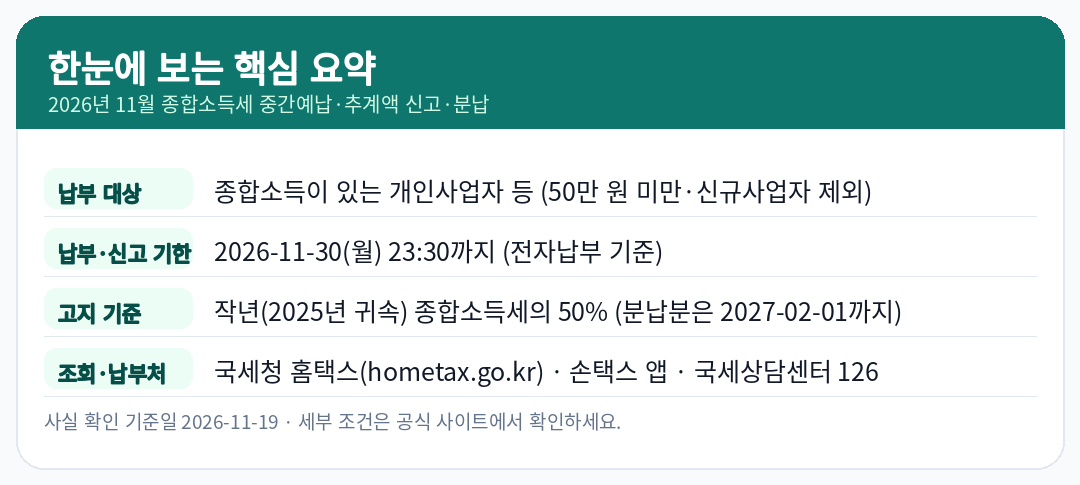 한눈에 보는 핵심 요약
2026년 11월 종합소득세 중간예납·추계액 신고·분납
납부 대상 종합소득이 있는 개인사업자 등 (50만 원 미만·신규사업자 제외)
납부·신고 기한 2026-11-30(월) 23:30까지 (전자납부 기준)
고지 기준 작년(2025년 귀속) 종합소득세의 50% (분납분은 2027-02-01까지)
조회·납부처 국세청 홈택스(hometax.go.kr) · 손택스 앱 · 국세상담센터 126
사실 확인 기준일 2026-11-19 · 세부 조건은 공식 사이트에서 확인하세요.